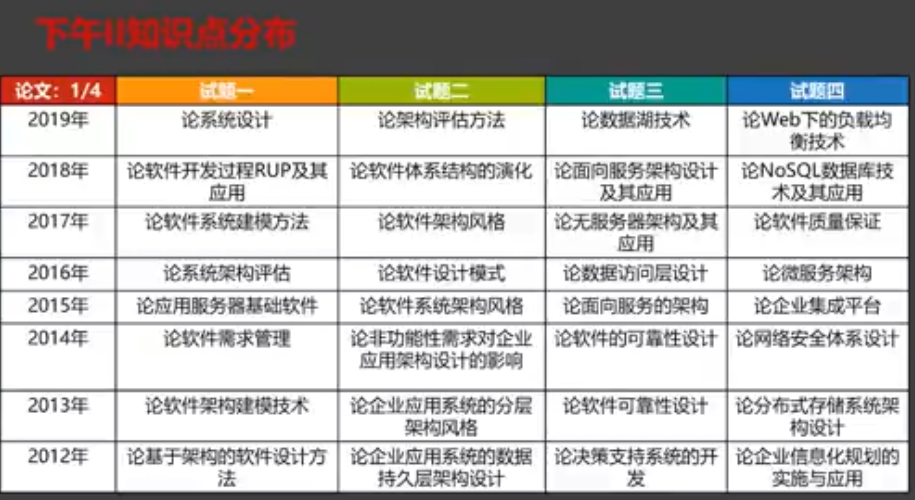 下午II知识点分布
论文：1/4 试题一 试题二 试题三 试题四
2019年 论系统设计 论架构评估方法 论数据湖技术 论Web下的负载均
衡技术
2018年 论软件开发过程RUP及其 论软件体系结构的演化 论面向服务架构设计 论NoSQL数据库技
应用 及其应用 术及其应用
2017年 论软件系统建模方法 论软件架构风格 论无服务器架构及其 论软件质量保证
应用
2016年 论系统架构评估 论软件设计模式 论数据访问层设计 论微服务架构
2015年 论应用服务器基础软件 论软件系统架构风格 论面向服务的架构 论企业集成平台
2014年 论软件需求管理 论非功能性需求对企业 论软件的可靠性设计 论网络安全体系设计
应用架构设计的影响
2013年 论软件架构建模技术 论企业应用系统的分层 论软件可靠性设计 论分布式存储系统架
架构风格 构设计
2012年 论基于架构的软件设计方 论企业应用系统的数据 论决策支持系统的开 论企业信息化规划的
法 持久层架构设计 发 实施与应用